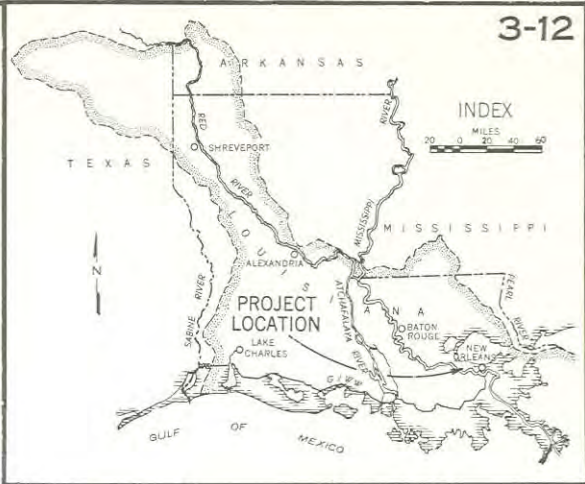 3-12
ARKANSAS
INDEX
MILES
20 0 20 40 60
RED
RIVER
SHREVEPORT
TEXAS
RIVER
MISSISSIPPI
MISSISSIPPI
LOUISIANA
ALEXANDRIA
N
SABINE RIVER
PROJECT
LOCATION
ATCHAFALAYA
RIVER
PEARL
RIVER
BATON
ROUGE
LAKE
CHARLES
NEW
ORLEANS
GIWW
GULF OF MEXICO